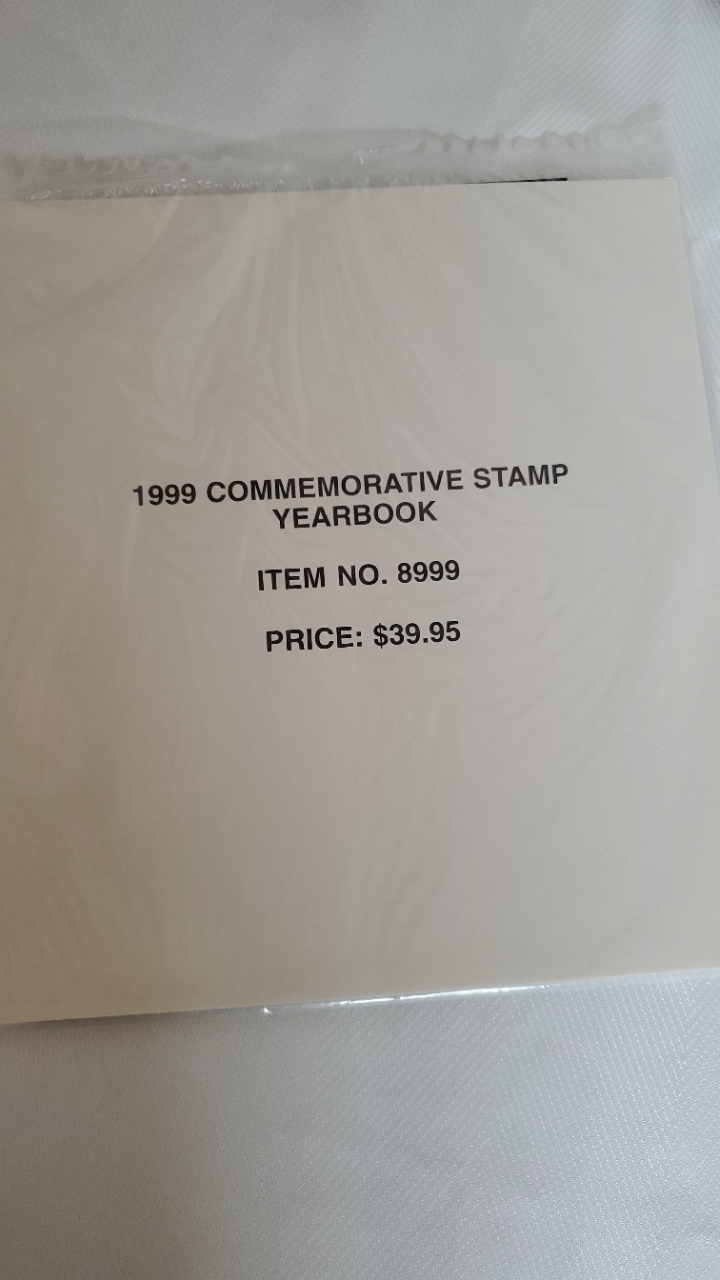 1999 COMMEMORATIVE STAMP
YEARBOOK
ITEM NO. 8999
PRICE: $39.95